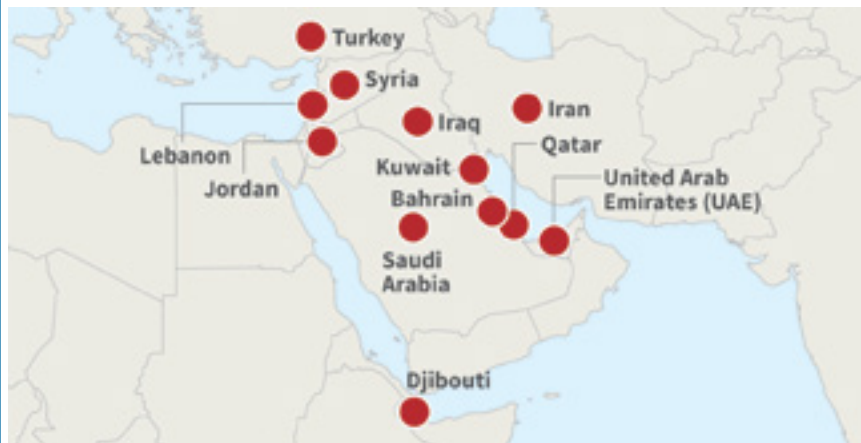 Turkey
Syria
Iran
Iraq
Qatar
Lebanon
Kuwait
Jordan
United Arab
Emirates (UAE)
Bahrain
Saudi
Arabia
Djibouti